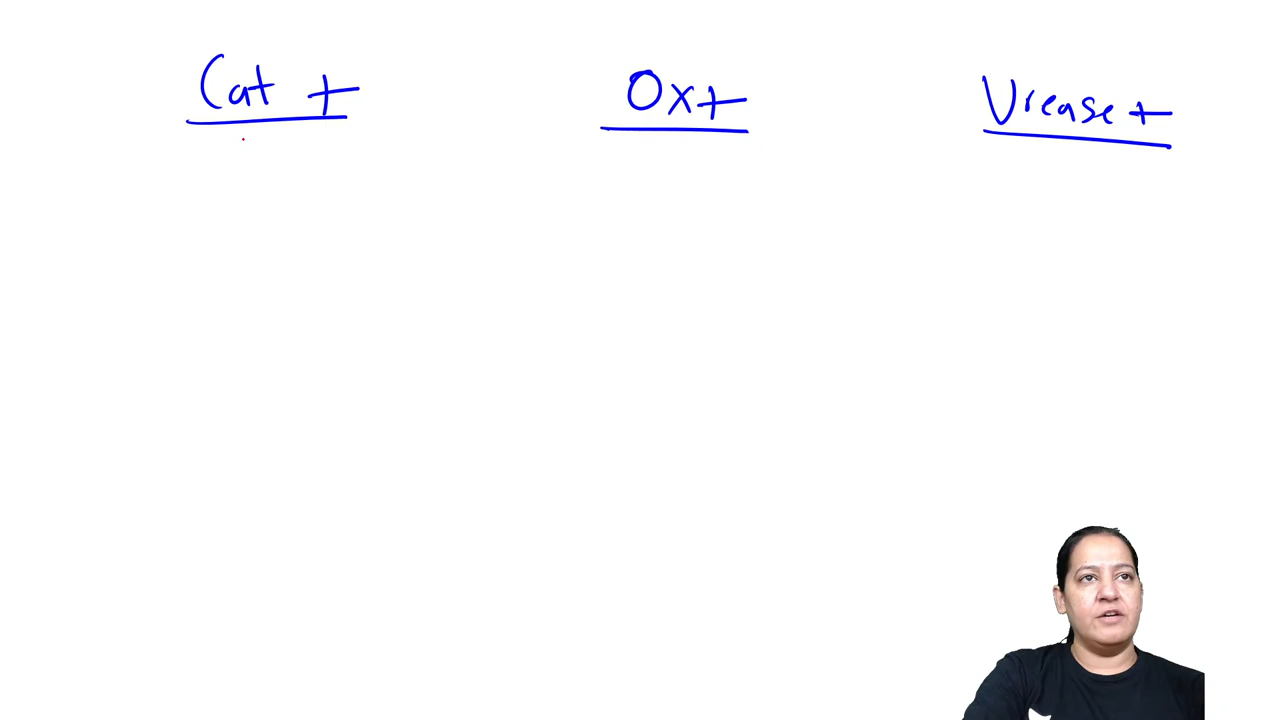 Cat +
Ox+
Urease +